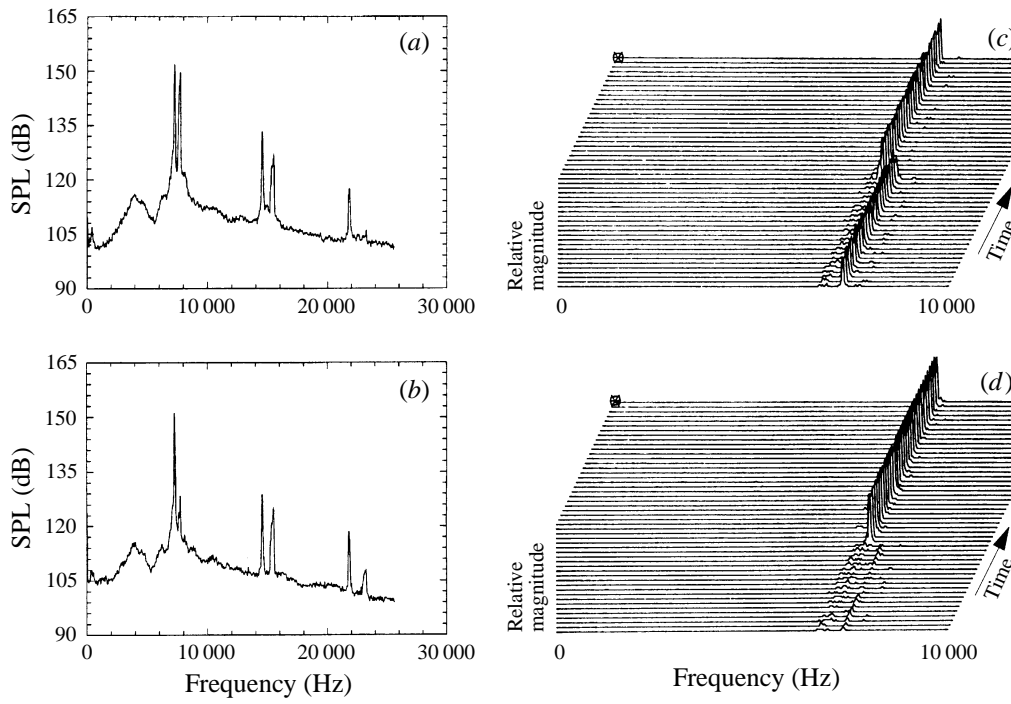 165
150
135
120
105
90
SPL (dB)
(a)
0
10 000
20 000
30 000
(c)
Relative
magnitude
0
10 000
Time
165
150
135
120
105
90
SPL (dB)
(b)
0
10 000
20 000
30 000
Frequency (Hz)
(d)
Relative
magnitude
0
10 000
Time
Frequency (Hz)